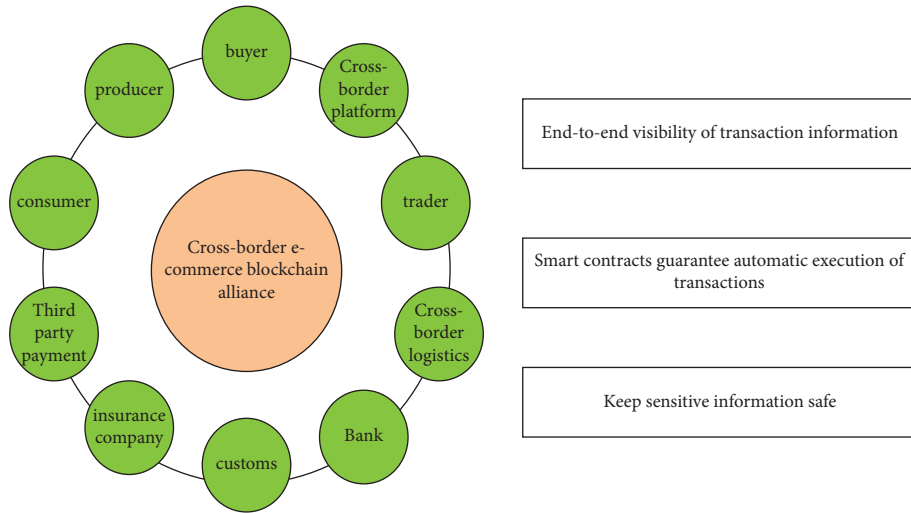 buyer
Cross-
border
platform
trader
Cross-
border
logistics
Bank
customs
insurance
company
Third
party
payment
consumer
producer
Cross-border e-
commerce blockchain
alliance
End-to-end visibility of transaction information
Smart contracts guarantee automatic execution of
transactions
Keep sensitive information safe